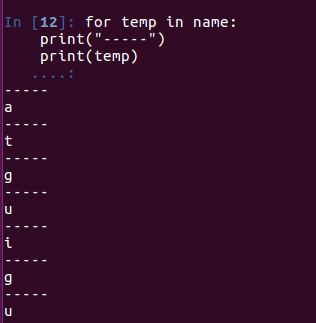 In [12]: for temp in name:
    print("-----")
    print(temp)
   ....:
-----
a
-----
t
-----
g
-----
u
-----
i
-----
g
-----
u